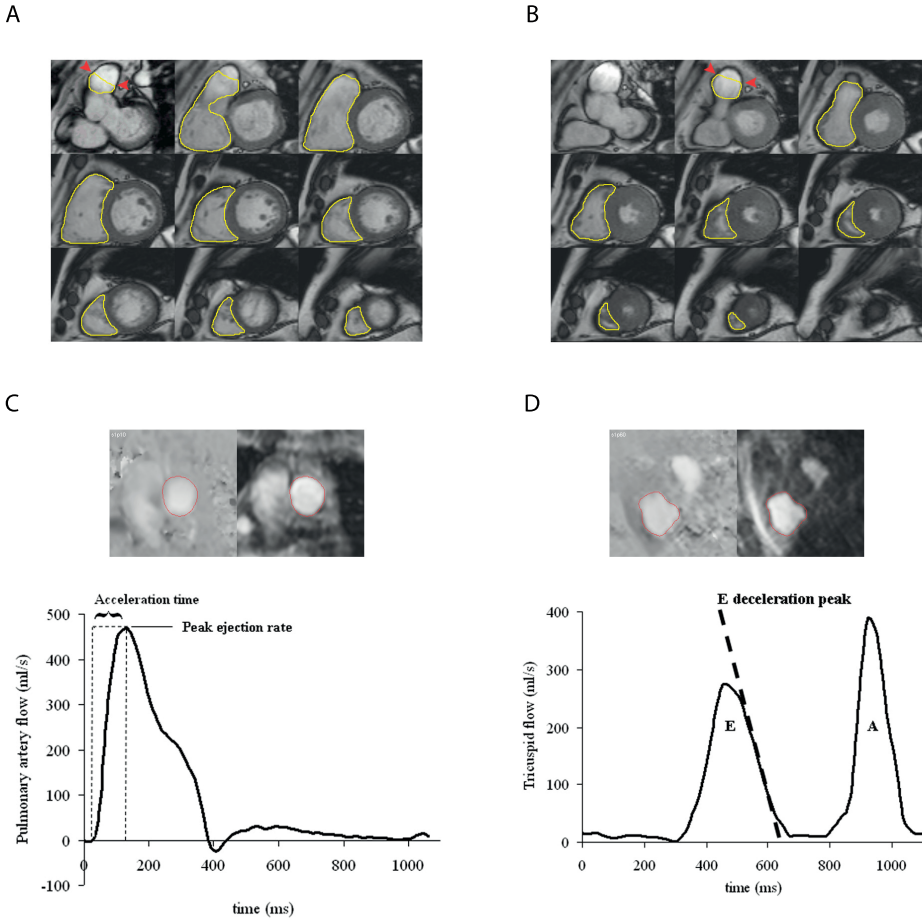 A
B
C
s1p10
Acceleration time
Peak ejection rate
Pulmonary artery flow (ml/s)
500
400
300
200
100
0
-100
0
200
400
600
800
1000
time (ms)
D
s1p60
E deceleration peak
Tricuspid flow (ml/s)
400
300
200
100
0
E
A
0
200
400
600
800
1000
time (ms)